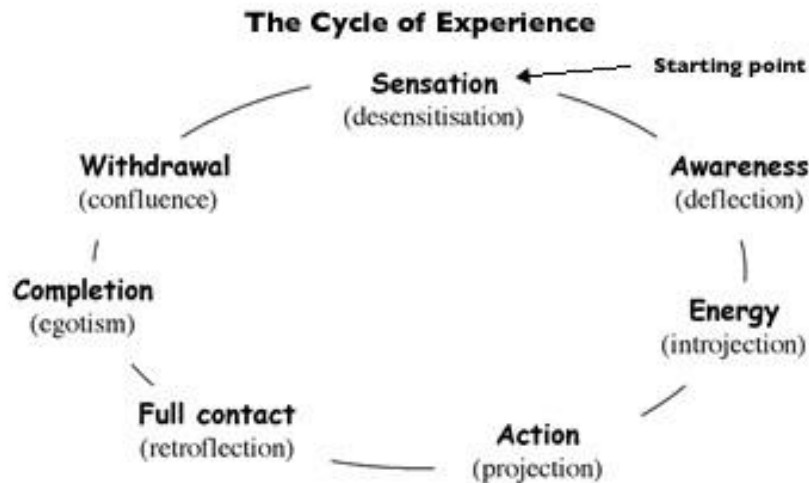 The Cycle of Experience
Starting point
Sensation
(desensitisation)
Awareness
(deflection)
Energy
(introjection)
Action
(projection)
Full contact
(retroflection)
Completion
(egotism)
Withdrawal
(confluence)